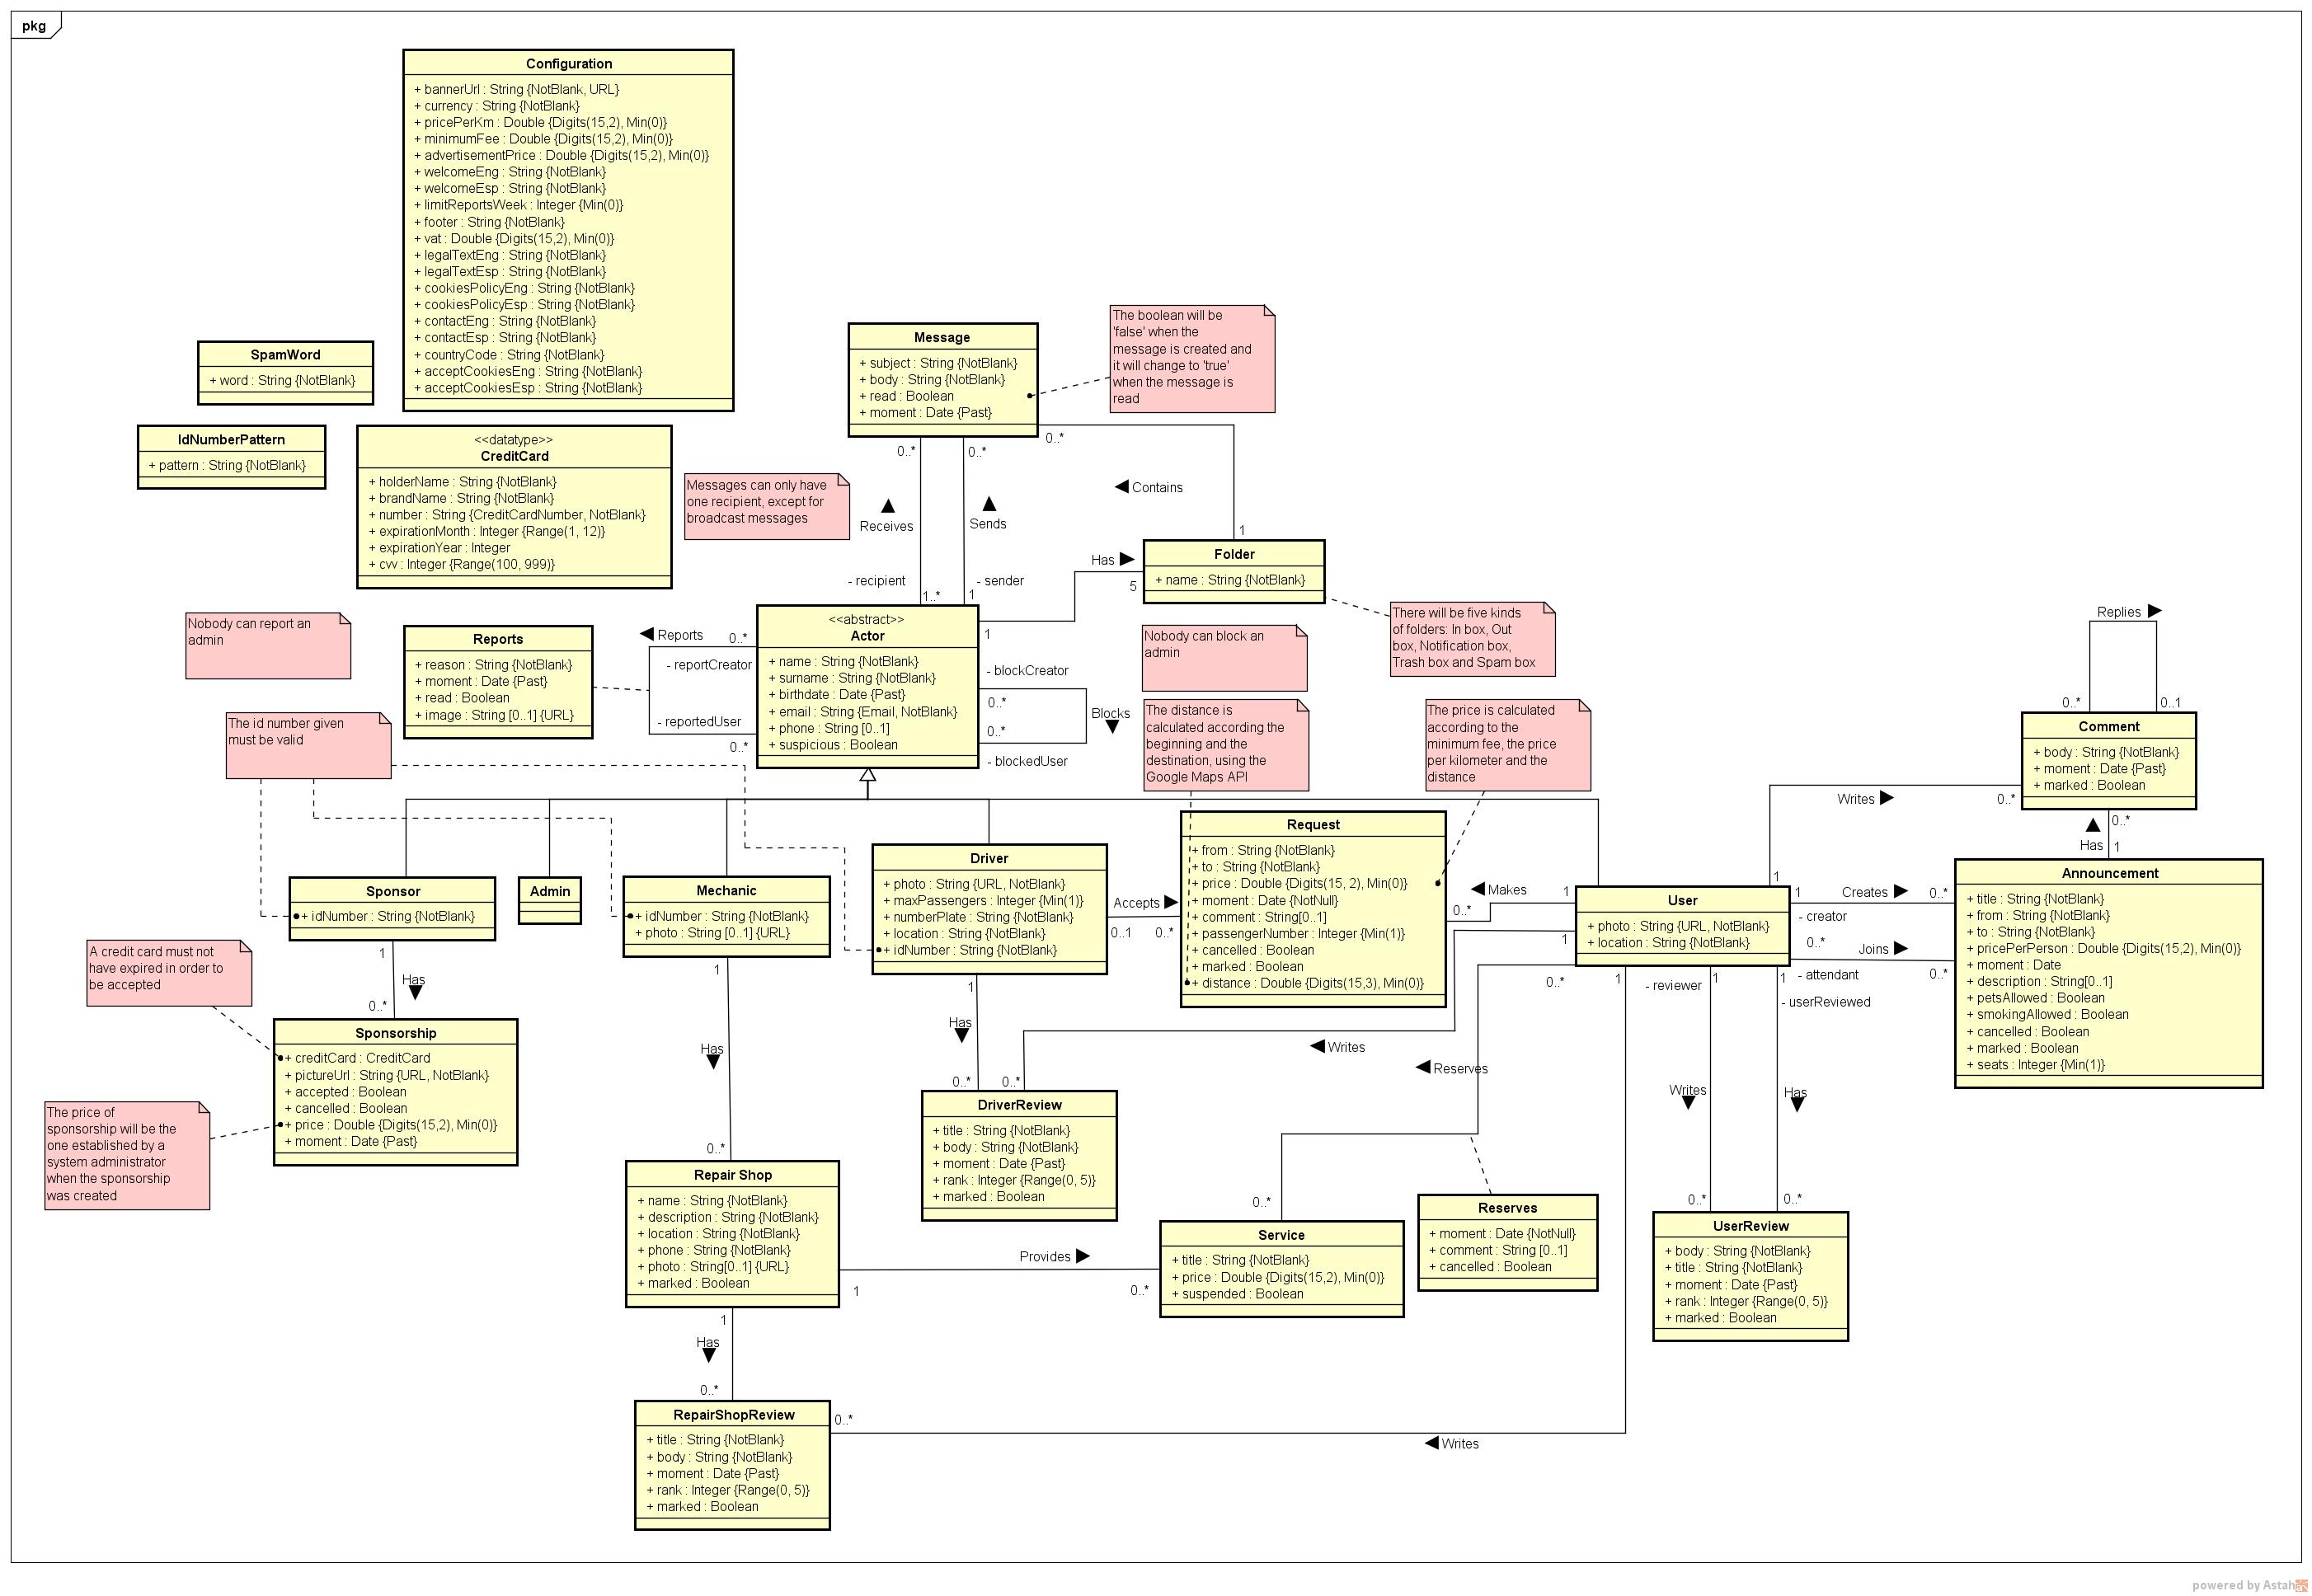 pkg
Configuration
+ bannerUrl : String {NotBlank, URL}
+ currency : String {NotBlank}
+ pricePerKm : Double {Digits(15,2), Min(0)}
+ minimumFee : Double {Digits(15,2), Min(0)}
+ advertisementPrice : Double {Digits(15,2), Min(0)}
+ welcomeEng : String {NotBlank}
+ welcomeEsp : String {NotBlank}
+ limitReportsWeek : Integer {Min(0)}
+ footer : String {NotBlank}
+ vat : Double {Digits(15,2), Min(0)}
+ legalTextEng : String {NotBlank}
+ legalTextEsp : String {NotBlank}
+ cookiesPolicyEng : String {NotBlank}
+ cookiesPolicyEsp : String {NotBlank}
+ contactEng : String {NotBlank}
+ contactEsp : String {NotBlank}
+ countryCode : String {NotBlank}
+ acceptCookiesEng : String {NotBlank}
+ acceptCookiesEsp : String {NotBlank}
SpamWord
+ word : String {NotBlank}
IdNumberPattern
+ pattern : String {NotBlank}
<<datatype>>
CreditCard
+ holderName : String {NotBlank}
+ brandName : String {NotBlank}
+ number : String {CreditCardNumber, NotBlank}
+ expirationMonth : Integer {Range(1, 12)}
+ expirationYear : Integer
+ cvv : Integer {Range(100, 999)}
Message
+ subject : String {NotBlank}
+ body : String {NotBlank}
+ read : Boolean
+ moment : Date {Past}
The boolean will be
'false' when the
message is created and
it will change to 'true'
when the message is
read
0..*
0..*
0..*
Messages can only have
one recipient, except for
broadcast messages
Receives
Sends
Contains
- recipient
- sender
1..*
1
1
Has
5
1
Folder
+ name : String {NotBlank}
There will be five kinds
of folders: In box, Out
box, Notification box,
Trash box and Spam box
Nobody can report an
admin
Reports
+ reason : String {NotBlank}
+ moment : Date {Past}
+ read : Boolean
+ image : String [0..1] {URL}
Reports
0..*
- reportCreator
- reportedUser
0..*
<<abstract>>
Actor
+ name : String {NotBlank}
+ surname : String {NotBlank}
+ birthdate : Date {Past}
+ email : String {Email, NotBlank}
+ phone : String [0..1]
+ suspicious : Boolean
- blockCreator
0..*
0..*
- blockedUser
Blocks
Nobody can block an
admin
The distance is
calculated according the
beginning and the
destination, using the
Google Maps API
The price is calculated
according to the
minimum fee, the price
per kilometer and the
distance
The id number given
must be valid
Replies
0..*
0..1
Comment
+ body : String {NotBlank}
+ moment : Date {Past}
+ marked : Boolean
Writes
0..*
1
0..*
Has
1
Sponsor
+ idNumber : String {NotBlank}
Admin
Mechanic
+ idNumber : String {NotBlank}
+ photo : String [0..1] {URL}
Driver
+ photo : String {URL, NotBlank}
+ maxPassengers : Integer {Min(1)}
+ numberPlate : String {NotBlank}
+ location : String {NotBlank}
+ idNumber : String {NotBlank}
Accepts
0..1
0..*
Request
+ from : String {NotBlank}
+ to : String {NotBlank}
+ price : Double {Digits(15, 2), Min(0)}
+ moment : Date {NotNull}
+ comment : String[0..1]
+ passengerNumber : Integer {Min(1)}
+ cancelled : Boolean
+ marked : Boolean
+ distance : Double {Digits(15,3), Min(0)}
Makes
0..*
1
1
User
+ photo : String {URL, NotBlank}
+ location : String {NotBlank}
1
Creates
0..*
- creator
0..*
Joins
- attendant
0..*
Announcement
+ title : String {NotBlank}
+ from : String {NotBlank}
+ to : String {NotBlank}
+ pricePerPerson : Double {Digits(15,2), Min(0)}
+ moment : Date
+ description : String[0..1]
+ petsAllowed : Boolean
+ smokingAllowed : Boolean
+ cancelled : Boolean
+ marked : Boolean
+ seats : Integer {Min(1)}
A credit card must not
have expired in order to
be accepted
1
Has
0..*
Sponsorship
+ creditCard : CreditCard
+ pictureUrl : String {URL, NotBlank}
+ accepted : Boolean
+ cancelled : Boolean
+ price : Double {Digits(15,2), Min(0)}
+ moment : Date {Past}
The price of
sponsorship will be the
one established by a
system administrator
when the sponsorship
was created
1
Has
0..*
1
Has
0..*
0..*
Writes
Reserves
0..*
1
- reviewer
1
1
- userReviewed
Writes
Has
0..*
0..*
DriverReview
+ title : String {NotBlank}
+ body : String {NotBlank}
+ moment : Date {Past}
+ rank : Integer {Range(0, 5)}
+ marked : Boolean
Repair Shop
+ name : String {NotBlank}
+ description : String {NotBlank}
+ location : String {NotBlank}
+ phone : String {NotBlank}
+ photo : String[0..1] {URL}
+ marked : Boolean
Provides
1
0..*
0..*
Service
+ title : String {NotBlank}
+ price : Double {Digits(15,2), Min(0)}
+ suspended : Boolean
Reserves
+ moment : Date {NotNull}
+ comment : String [0..1]
+ cancelled : Boolean
UserReview
+ body : String {NotBlank}
+ title : String {NotBlank}
+ moment : Date {Past}
+ rank : Integer {Range(0, 5)}
+ marked : Boolean
1
Has
0..*
RepairShopReview
+ title : String {NotBlank}
+ body : String {NotBlank}
+ moment : Date {Past}
+ rank : Integer {Range(0, 5)}
+ marked : Boolean
0..*
Writes
powered by Astah